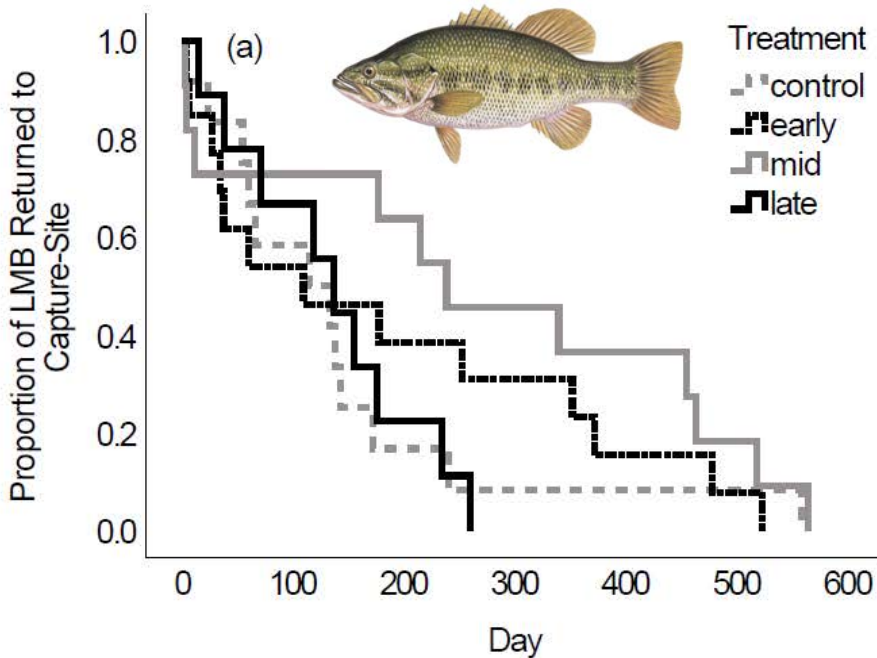 (a)
Treatment
control
early
mid
late
Proportion of LMB Returned to
Capture-Site
1.0
0.8
0.6
0.4
0.2
0.0
0 100 200 300 400 500 600
Day